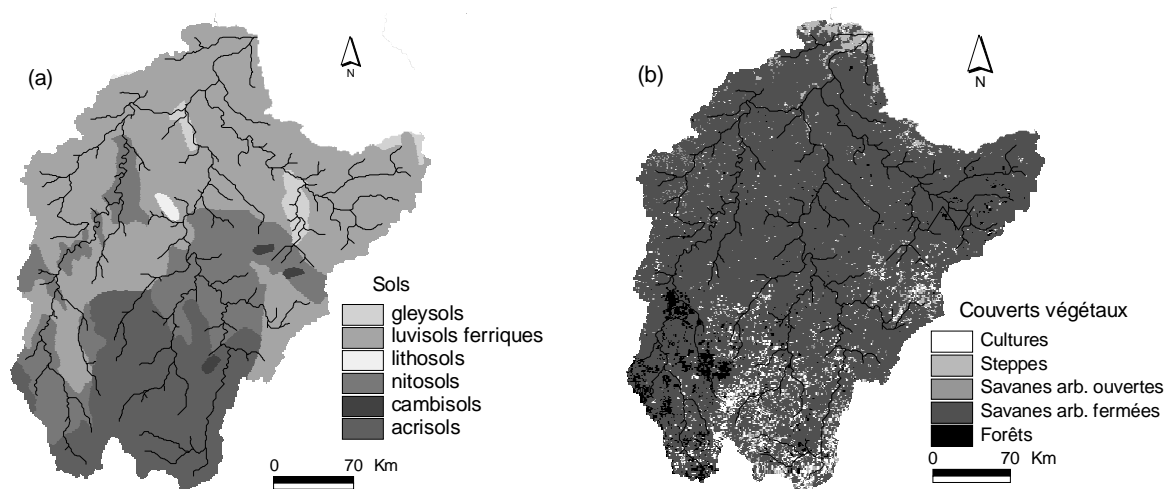 (a)
N
Sols
gleysols
luvisols ferriques
lithosols
nitosols
cambisols
acrisols
0 70 Km
(b)
N
Couverts végétaux
Cultures
Steppes
Savanes arb. ouvertes
Savanes arb. fermées
Forêts
0 70 Km